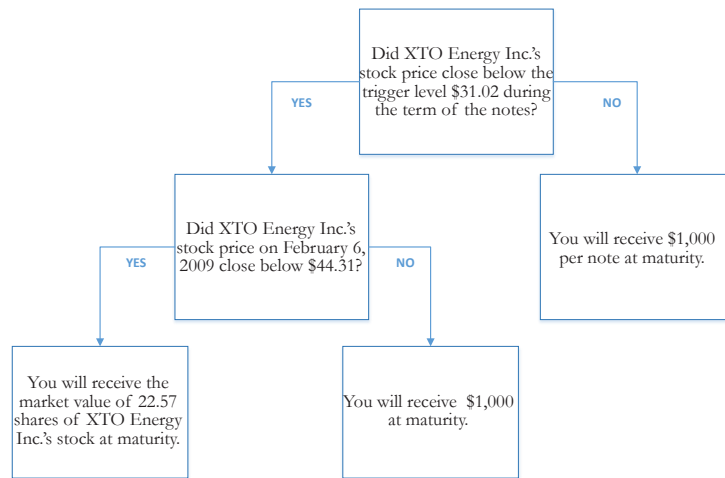 Did XTO Energy Inc.'s
stock price close below the
trigger level $31.02 during
the term of the notes?
YES
NO
Did XTO Energy Inc.'s
stock price on February 6,
2009 close below $44.31?
You will receive $1,000
per note at maturity.
YES
NO
You will receive the
market value of 22.57
shares of XTO Energy
Inc.'s stock at maturity.
You will receive $1,000
at maturity.